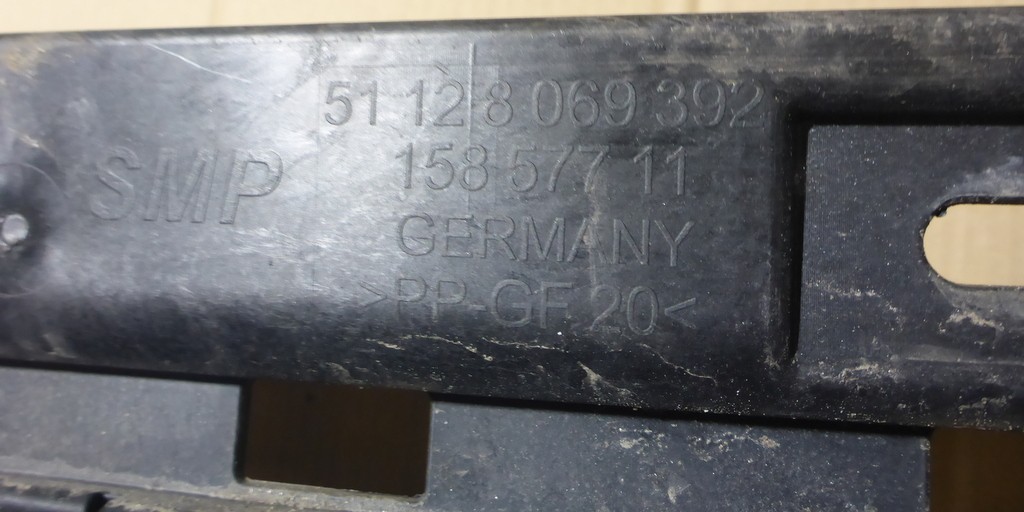 51 12 8 069 392
SMP
158 577 11
GERMANY
>PP-GF 20<